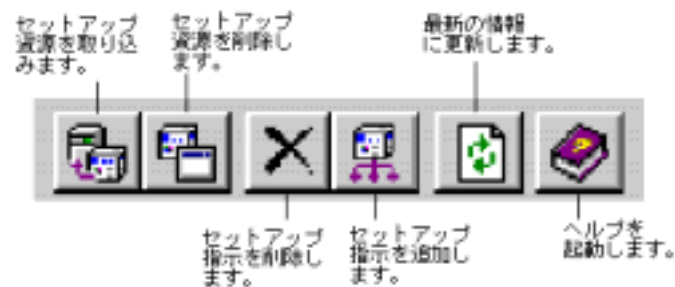 セットアップ
資源を取り込
みます。
セットアップ
資源を削除し
ます。
最新の情報
に更新します。
セットアップ
指示を削除し
ます。
セットアップ
指示を追加し
ます。
ヘルプを
起動します。